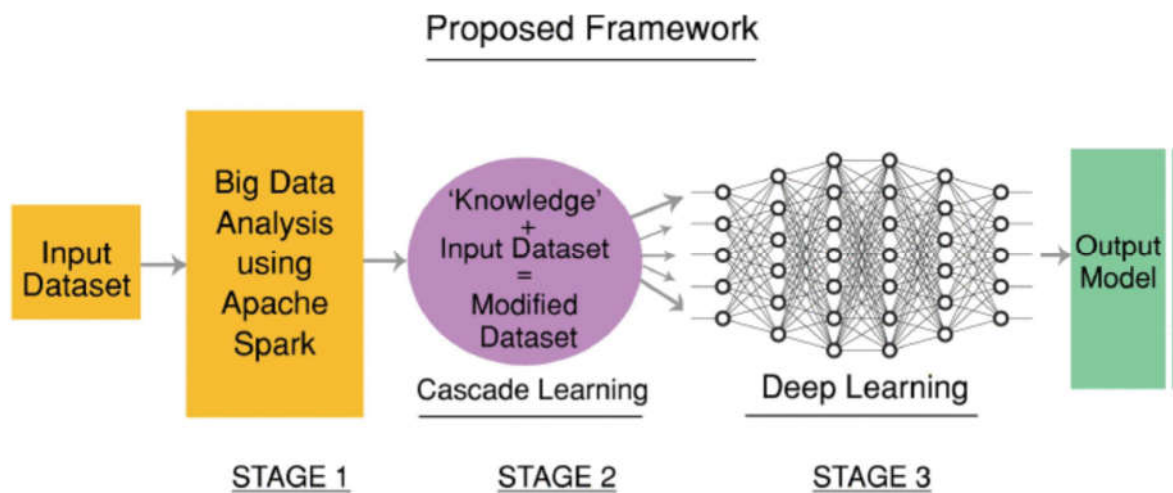 Proposed Framework
Input
Dataset
Big Data
Analysis
using
Apache
Spark
'Knowledge'
+
Input Dataset
=
Modified
Dataset
Cascade Learning
Deep Learning
Output
Model
STAGE 1
STAGE 2
STAGE 3